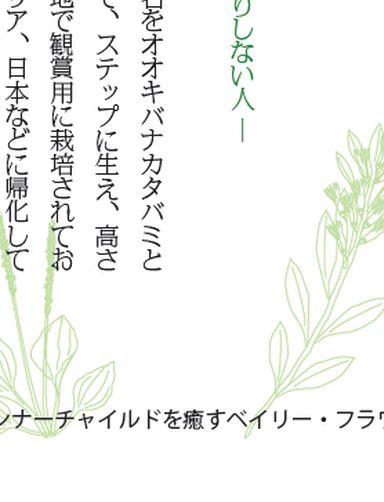 りしない人―
名をオオキバナカタバミと
て、ステップに生え、高さ
地で観賞用に栽培されてお
リア、日本などに帰化して
ンナーチャイルドを癒すベイリー・フラワ